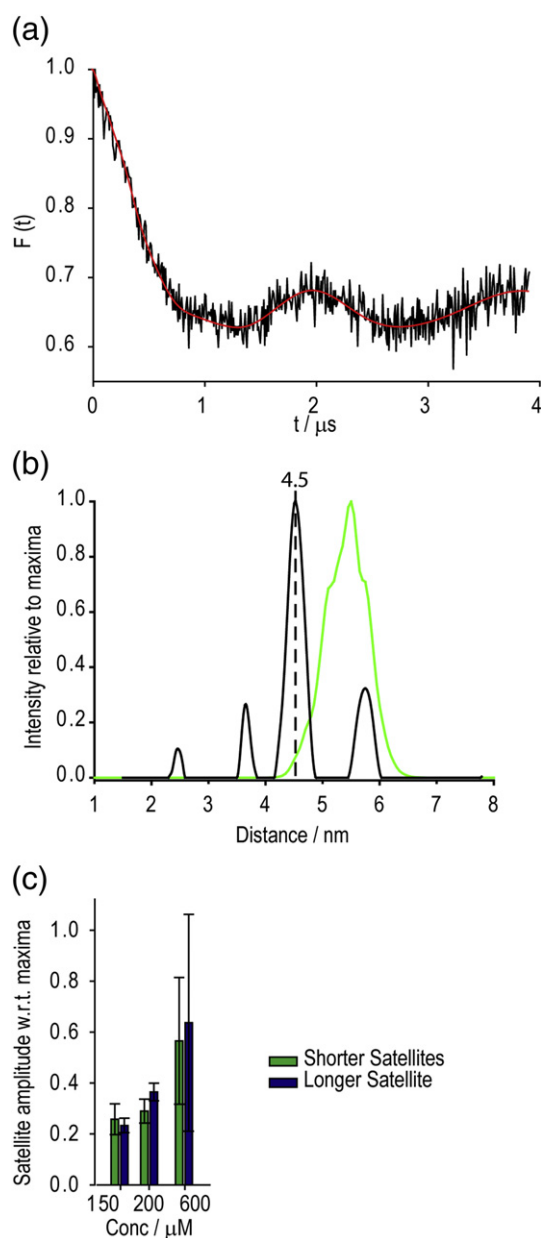 (a)
1.0
0.9
0.8
0.7
0.6
F (t)
0 1 2 3 4
t / μs
(b)
4.5
1.0
0.8
0.6
0.4
0.2
0.0
Intensity relative to maxima
1 2 3 4 5 6 7 8
Distance / nm
(c)
1.0
0.8
0.6
0.4
0.2
0.0
Satellite amplitude w.r.t. maxima
150 200 600
Conc / μM
Shorter Satellites
Longer Satellite